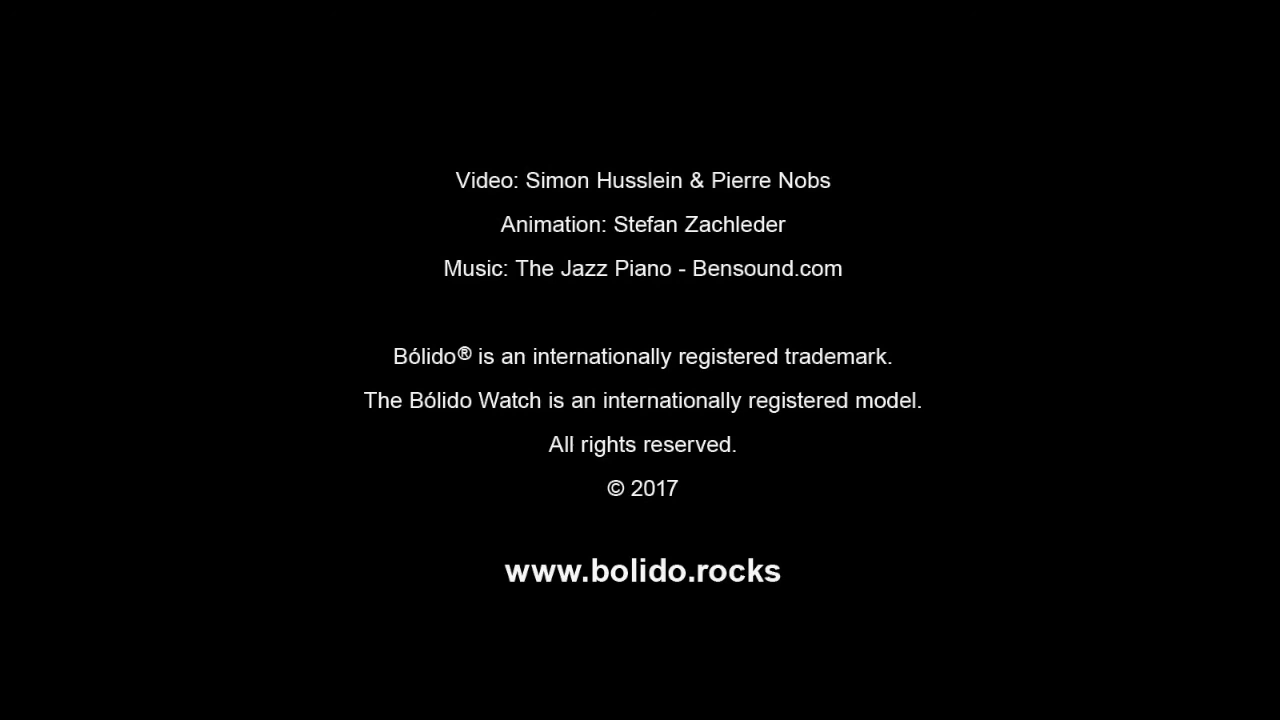 Video: Simon Husslein & Pierre Nobs
Animation: Stefan Zachleder
Music: The Jazz Piano - Bensound.com
Bólido® is an internationally registered trademark.
The Bólido Watch is an internationally registered model.
All rights reserved.
© 2017
www.bolido.rocks